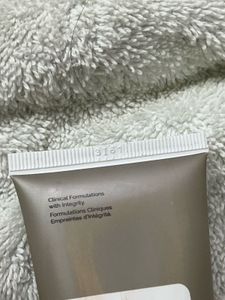 Clinical Formulations
with Integrity
Formulations Cliniques
Empreintes d'Intégrité